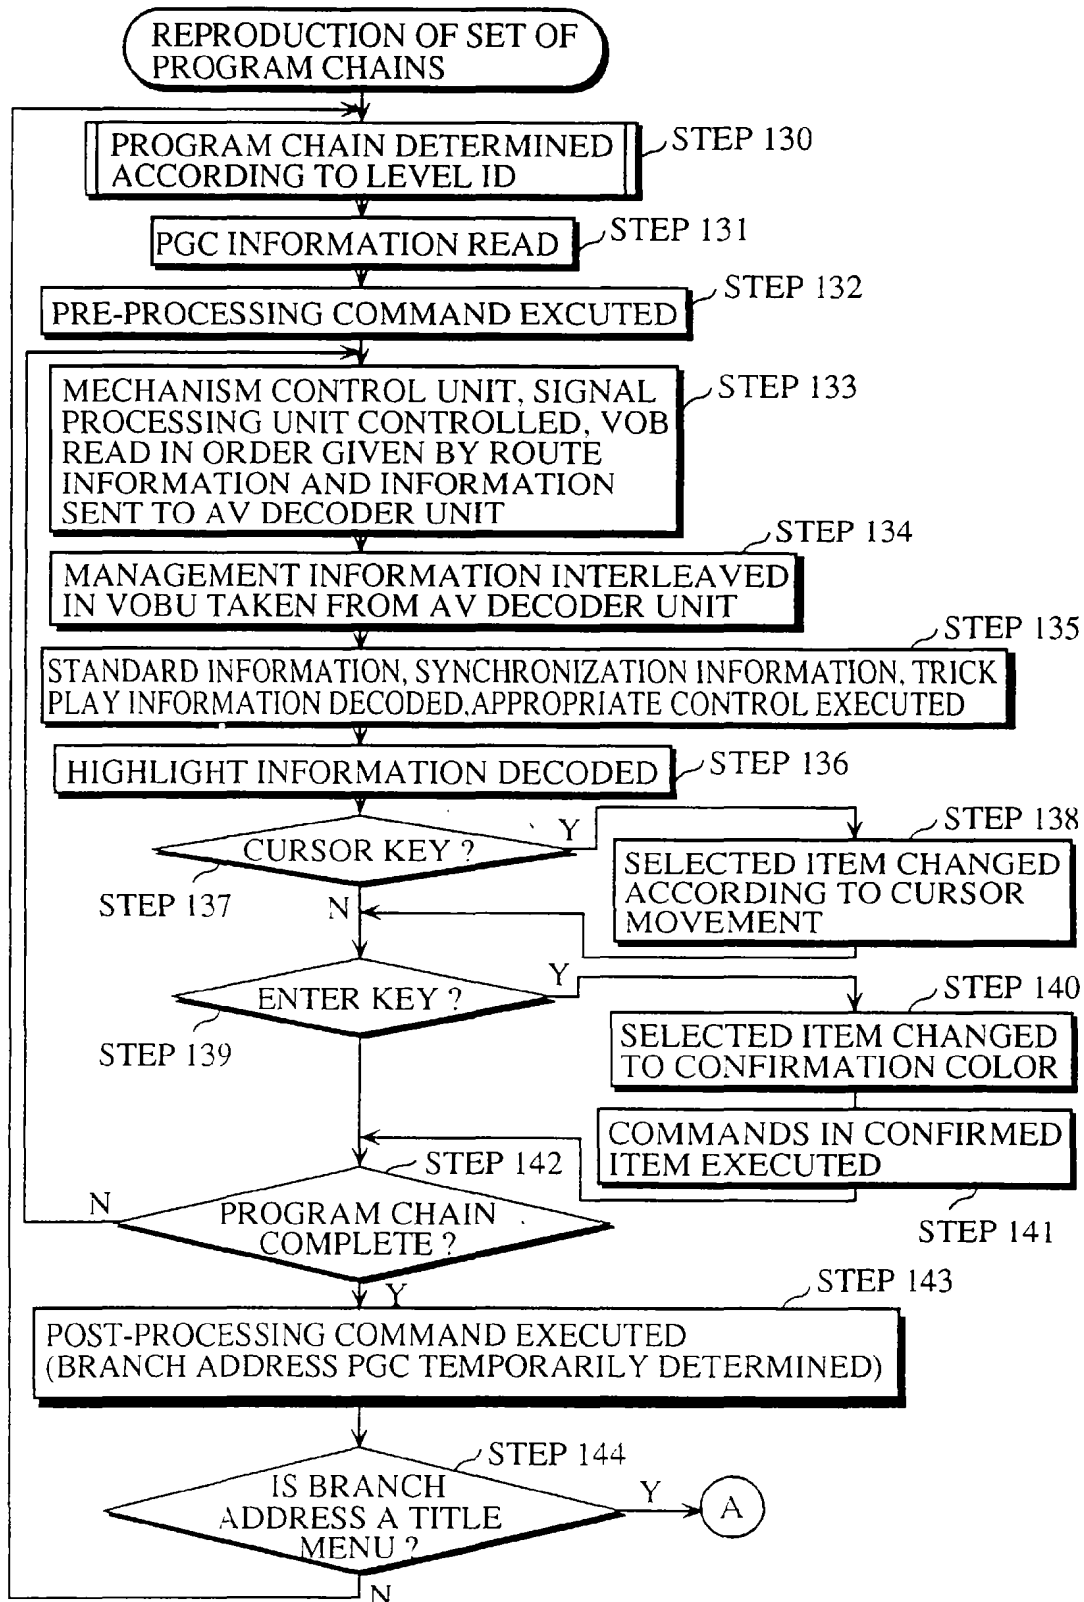 REPRODUCTION OF SET OF
PROGRAM CHAINS
STEP 130
PROGRAM CHAIN DETERMINED
ACCORDING TO LEVEL ID
STEP 131
PGC INFORMATION READ
STEP 132
PRE-PROCESSING COMMAND EXCUTED
STEP 133
MECHANISM CONTROL UNIT, SIGNAL
PROCESSING UNIT CONTROLLED, VOB
READ IN ORDER GIVEN BY ROUTE
INFORMATION AND INFORMATION
SENT TO AV DECODER UNIT
STEP 134
MANAGEMENT INFORMATION INTERLEAVED
IN VOBU TAKEN FROM AV DECODER UNIT
STEP 135
STANDARD INFORMATION, SYNCHRONIZATION INFORMATION, TRICK
PLAY INFORMATION DECODED, APPROPRIATE CONTROL EXECUTED
STEP 136
HIGHLIGHT INFORMATION DECODED
CURSOR KEY ?
Y
STEP 137
N
STEP 138
SELECTED ITEM CHANGED
ACCORDING TO CURSOR
MOVEMENT
ENTER KEY ?
Y
STEP 139
STEP 140
SELECTED ITEM CHANGED
TO CONFIRMATION COLOR
COMMANDS IN CONFIRMED
ITEM EXECUTED
STEP 141
STEP 142
N
PROGRAM CHAIN
COMPLETE ?
Y
STEP 143
POST-PROCESSING COMMAND EXECUTED
(BRANCH ADDRESS PGC TEMPORARILY DETERMINED)
STEP 144
IS BRANCH
ADDRESS A TITLE
MENU ?
Y
A
N